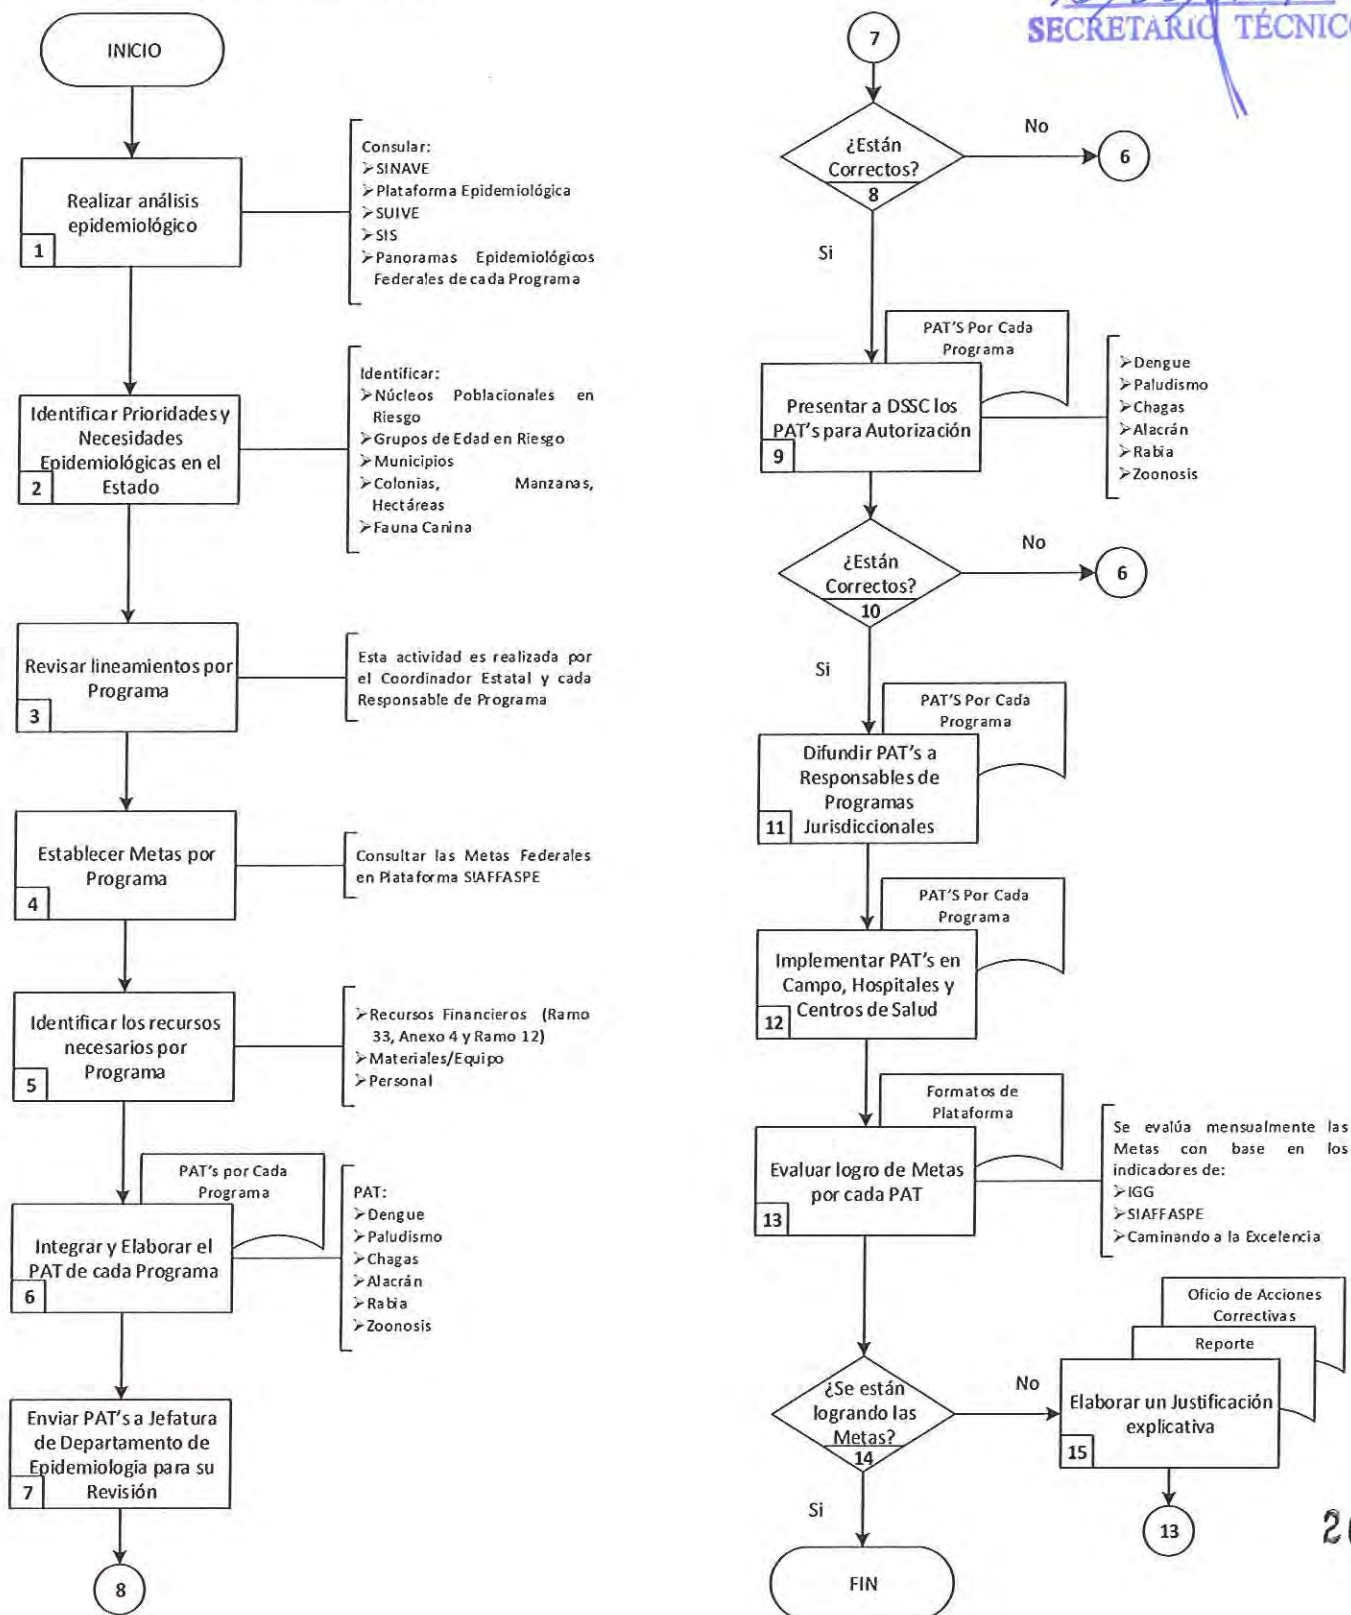 INICIO
Realizar análisis
epidemiológico
1
Consular:
➢SINAVE
➢Plataforma Epidemiológica
➢SUIVE
➢SIS
➢Panoramas Epidemiológicos
Federales de cada Programa
Identificar Prioridades y
Necesidades
Epidemiológicas en el
Estado
2
Identificar:
➢Núcleos Poblacionales en
Riesgo
➢Grupos de Edad en Riesgo
➢Municipios
➢Colonias, Manzanas,
Hectáreas
➢Fauna Canina
Revisar lineamientos por
Programa
3
Esta actividad es realizada por
el Coordinador Estatal y cada
Responsable de Programa
Establecer Metas por
Programa
4
Consultar las Metas Federales
en Plataforma SIAFFASPE
Identificar los recursos
necesarios por
Programa
5
➢Recursos Financieros (Ramo
33, Anexo 4 y Ramo 12)
➢Materiales/Equipo
➢Personal
PAT's por Cada
Programa
Integrar y Elaborar el
PAT de cada Programa
6
PAT:
➢Dengue
➢Paludismo
➢Chagas
➢Alacrán
➢Rabia
➢Zoonosis
Enviar PAT's a Jefatura
de Departamento de
Epidemiologia para su
Revisión
7
8
SECRETARIO TÉCNICO
7
¿Están
Correctos?
8
No
6
Si
PAT'S Por Cada
Programa
Presentar a DSSC los
PAT's para Autorización
9
➢Dengue
➢Paludismo
➢Chagas
➢Alacrán
➢Rabia
➢Zoonosis
¿Están
Correctos?
10
No
6
Si
PAT'S Por Cada
Programa
Difundir PAT's a
Responsables de
Programas
Jurisdiccionales
11
PAT'S Por Cada
Programa
Implementar PAT's en
Campo, Hospitales y
Centros de Salud
12
Formatos de
Plataforma
Evaluar logro de Metas
por cada PAT
13
Se evalúa mensualmente las
Metas con base en los
indicadores de:
➢IGG
➢SIAFFASPE
➢Caminando a la Excelencia
¿Se están
logrando las
Metas?
14
No
Oficio de Acciones
Correctivas
Reporte
Elaborar un Justificación
explicativa
15
13
Si
FIN